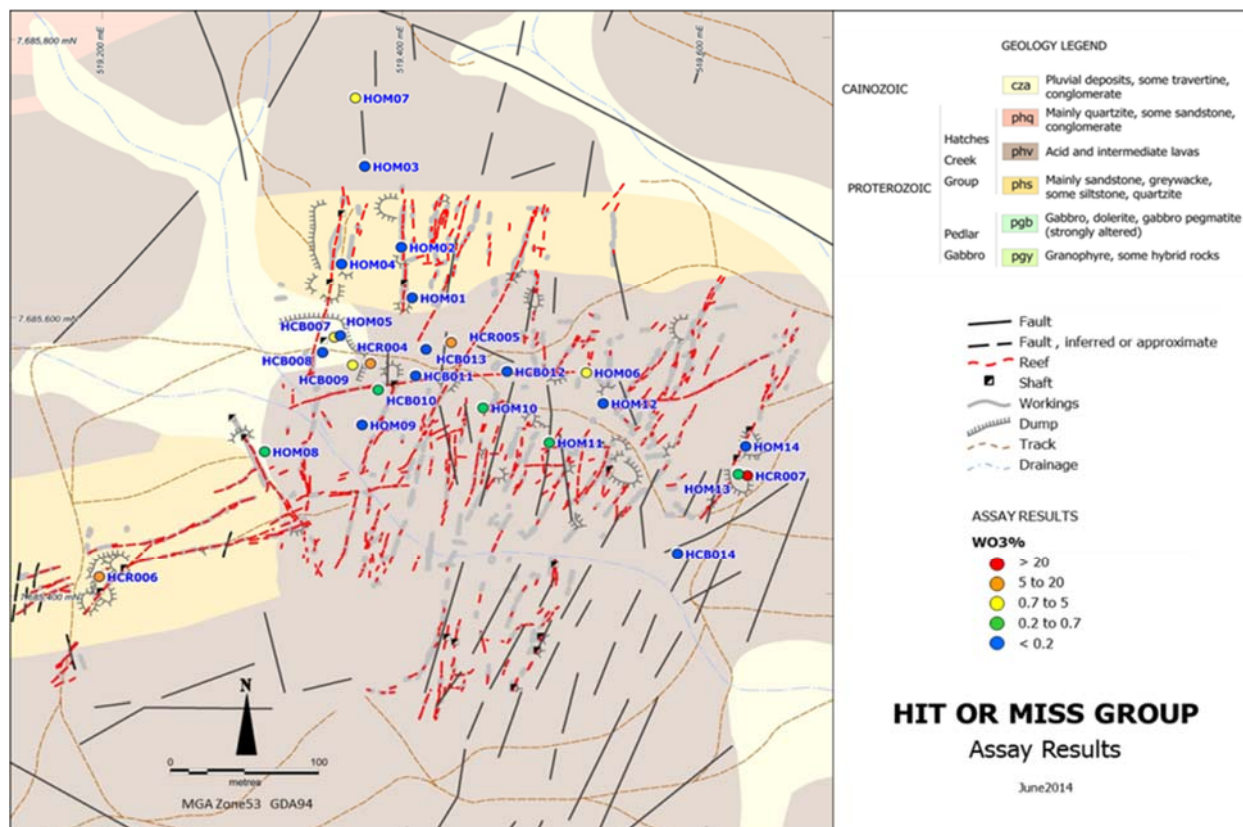 7,685,800 mN
519,200 mE
519,400 mE
519,600 mE
HOM07
HOM03
HOM02
HOM04
HOM01
7,685,600 mN
HCB007
HOM05
HCR004
HCR005
HCB008
HCB013
HCB009
HCB011
HCB012
HOM06
HCB010
HOM10
HOM12
HOM09
HOM11
HOM08
HOM14
HOM13
HCR007
HCB014
HCR006
7,685,400 mN
N
0
100
metres
MGA Zone53 GDA94
GEOLOGY LEGEND
CAINOZOIC
cza
Pluvial deposits, some travertine,
conglomerate
PROTEROZOIC
Hatches
Creek
Group
phq
Mainly quartzite, some sandstone,
conglomerate
phv
Acid and intermediate lavas
phs
Mainly sandstone, greywacke,
some siltstone, quartzite
Pedlar
Gabbro
pgb
Gabbro, dolerite, gabbro pegmatite
(strongly altered)
pgy
Granophyre, some hybrid rocks
Fault
Fault , inferred or approximate
Reef
Shaft
Workings
Dump
Track
Drainage
ASSAY RESULTS
WO3%
> 20
5 to 20
0.7 to 5
0.2 to 0.7
< 0.2
HIT OR MISS GROUP
Assay Results
June2014